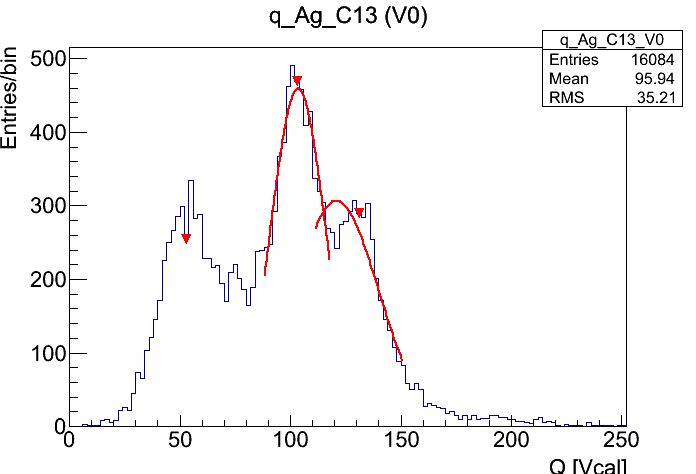 q_Ag_C13 (V0)
q_Ag_C13_V0
Entries 16084
Mean 95.94
RMS 35.21
Entries/bin
500
400
300
200
100
0
0 50 100 150 200 250
Q [Vcal]